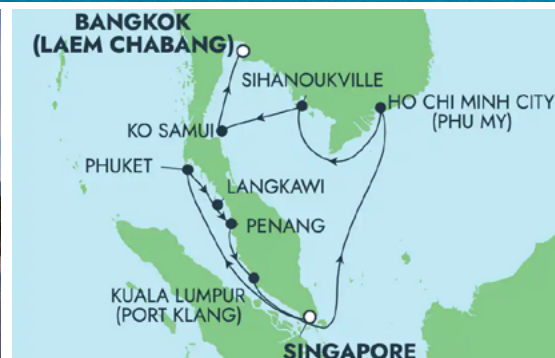 BANGKOK
(LAEM CHABANG)
SIHANOUKVILLE
HO CHI MINH CITY
(PHU MY)
KO SAMUI
PHUKET
LANGKAWI
PENANG
KUALA LUMPUR
(PORT KLANG)
SINGAPORE